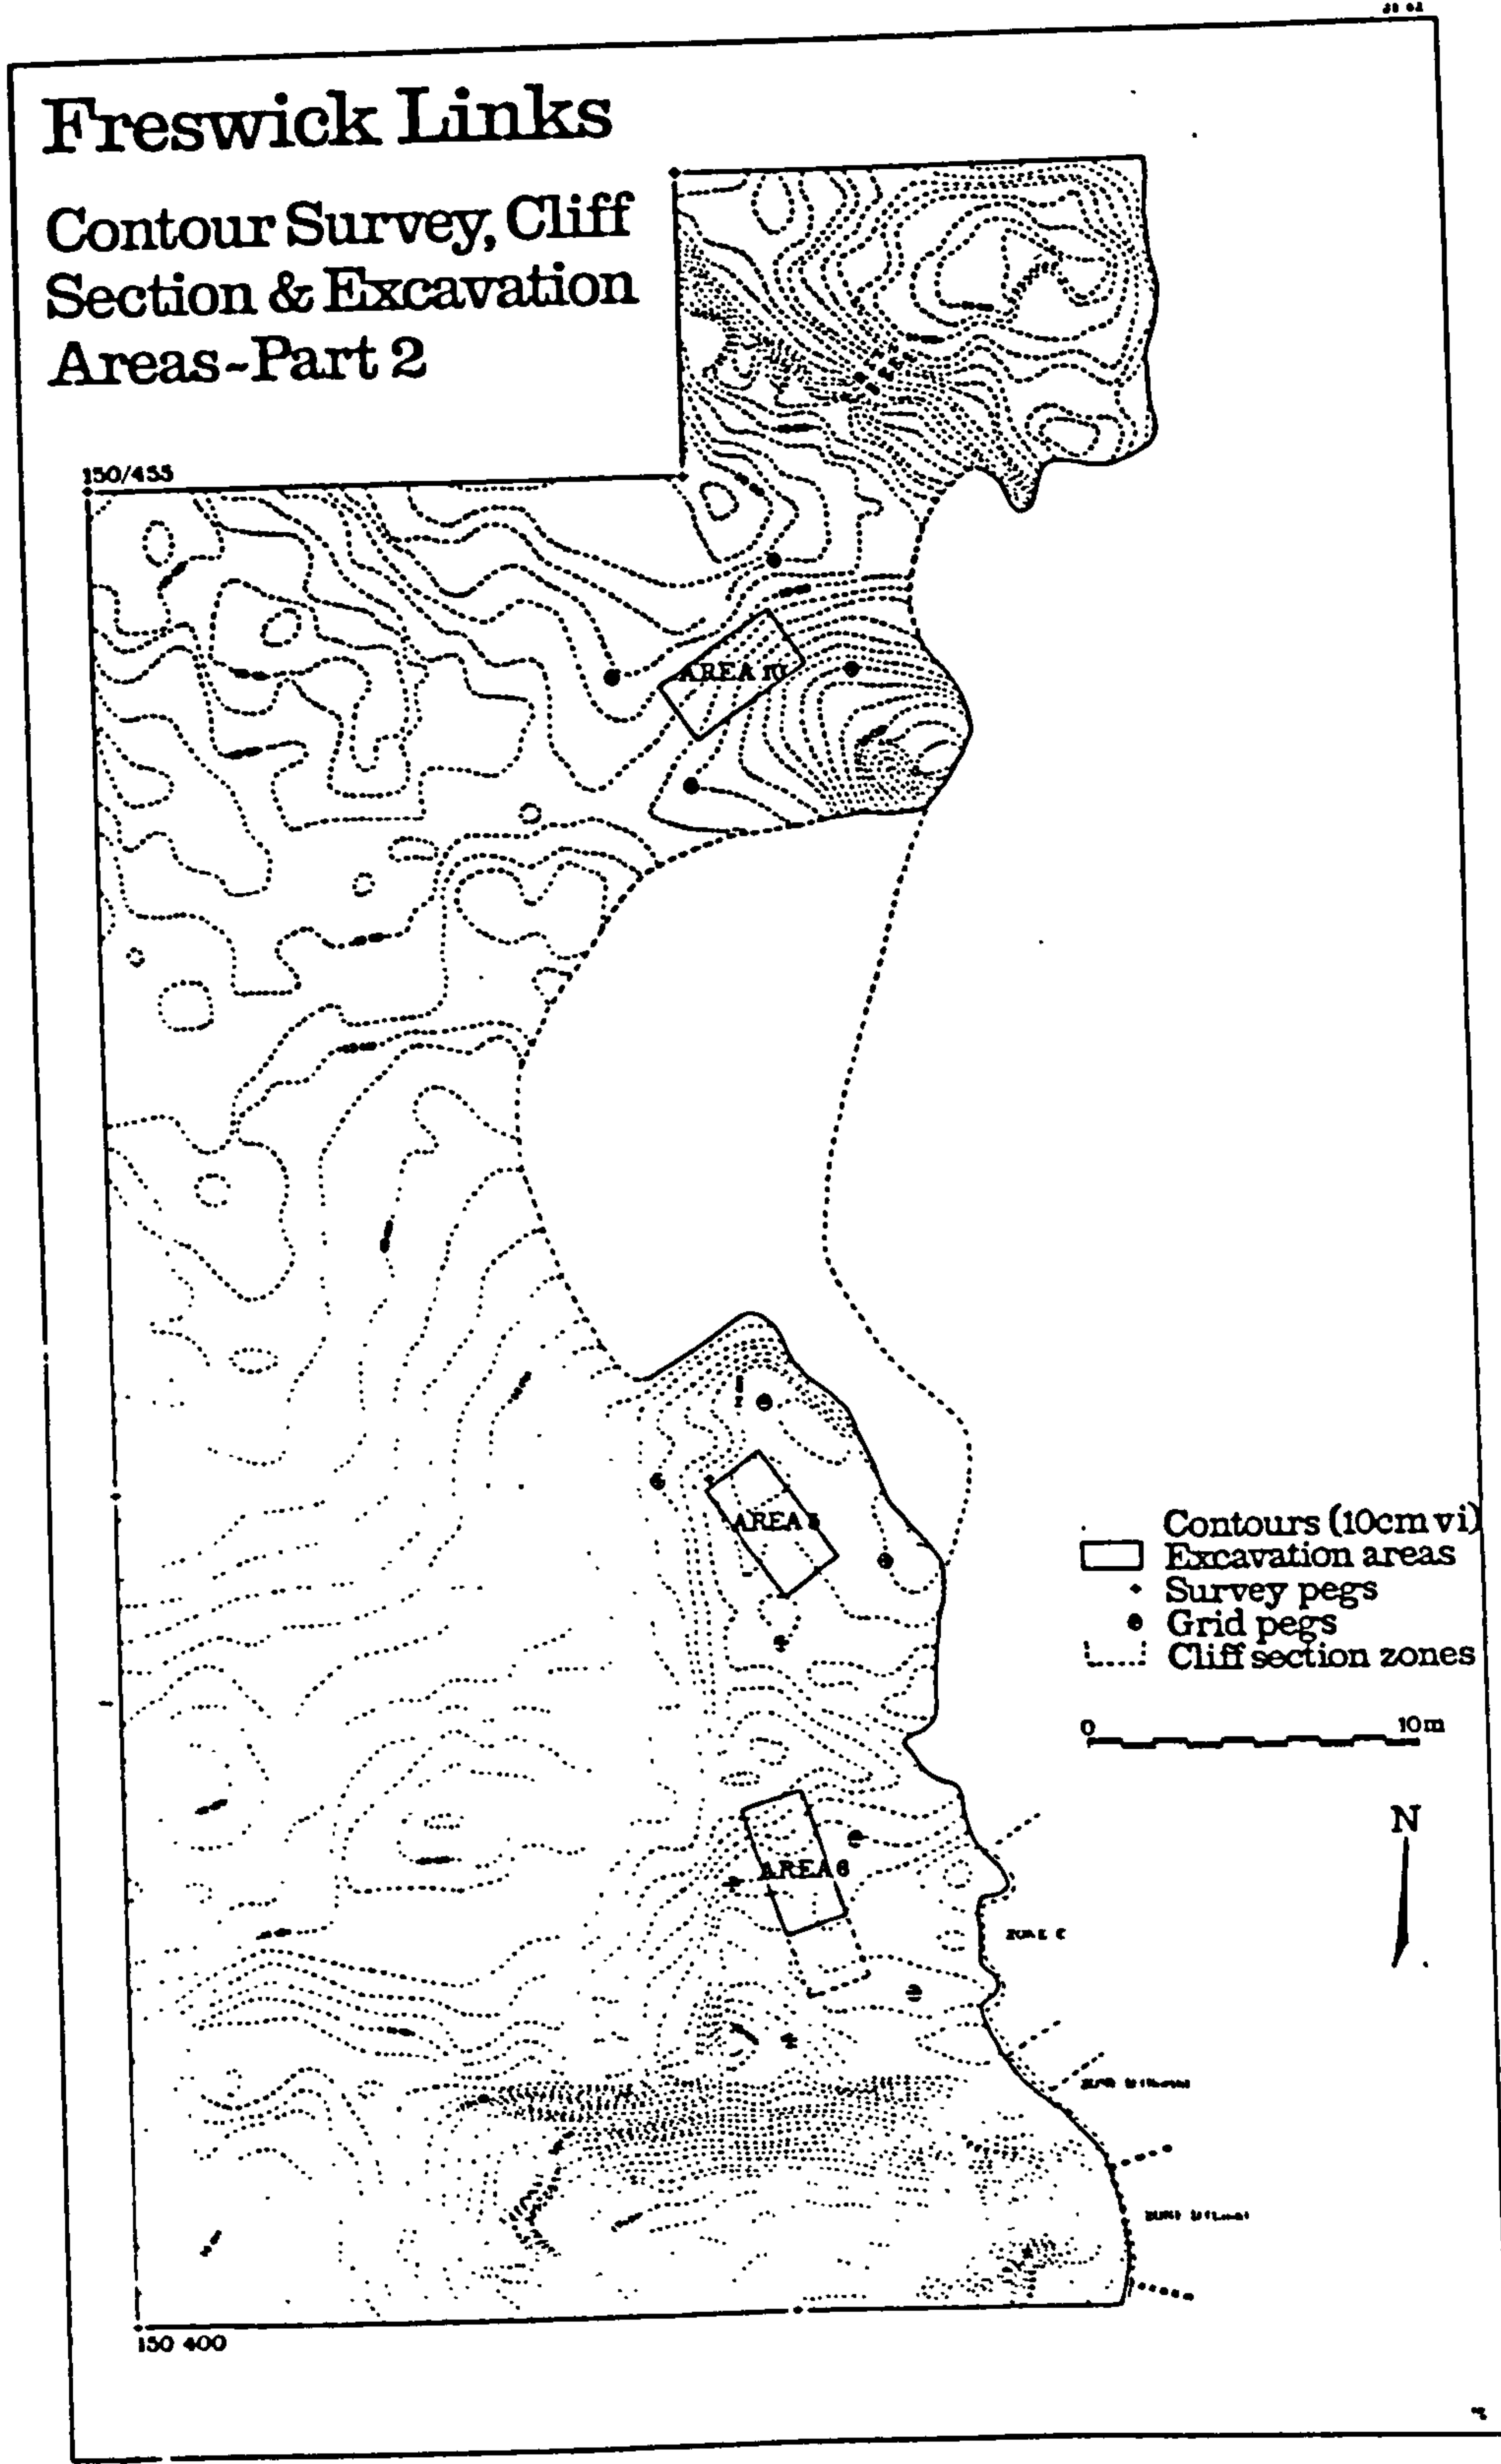 Freswick Links
Contour Survey, Cliff
Section & Excavation
Areas-Part 2
150/455
AREA 10
AREA 5
Contours (10cm vi)
Excavation areas
Survey pegs
Grid pegs
Cliff section zones
0 10m
N
AREA 6
150 400